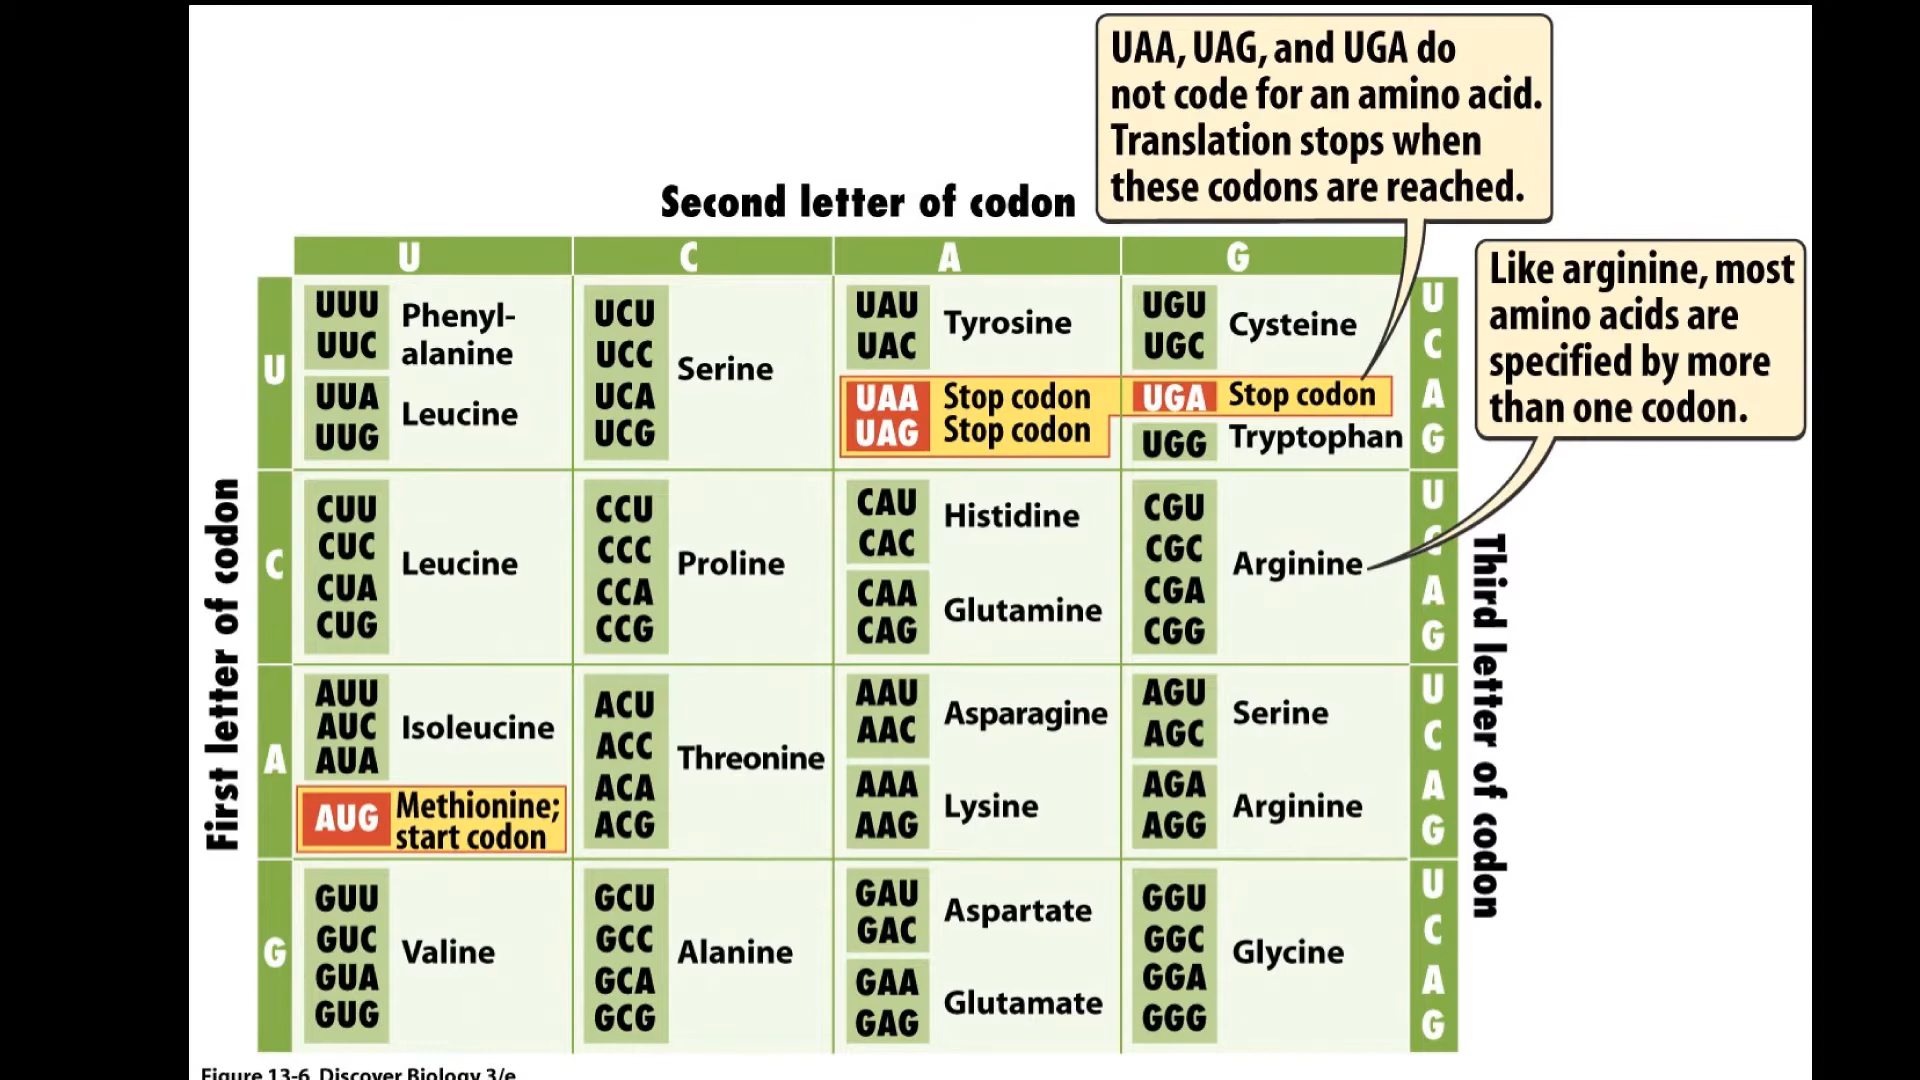 UAA, UAG, and UGA do
not code for an amino acid.
Translation stops when
these codons are reached.
Like arginine, most
amino acids are
specified by more
than one codon.
Second letter of codon
U C A G
First letter of codon
Third letter of codon
U
UUU
UUC
Phenyl-
alanine
UUA
UUG
Leucine
UCU
UCC
UCA
UCG
Serine
UAU
UAC
Tyrosine
UAA Stop codon
UAG Stop codon
UGU
UGC
Cysteine
UGA Stop codon
UGG Tryptophan
U
C
A
G
C
CUU
CUC
CUA
CUG
Leucine
CCU
CCC
CCA
CCG
Proline
CAU
CAC
Histidine
CAA
CAG
Glutamine
CGU
CGC
CGA
CGG
Arginine
U
C
A
G
A
AUU
AUC
AUA
Isoleucine
AUG
Methionine;
start codon
ACU
ACC
ACA
ACG
Threonine
AAU
AAC
Asparagine
AAA
AAG
Lysine
AGU
AGC
Serine
AGA
AGG
Arginine
U
C
A
G
G
GUU
GUC
GUA
GUG
Valine
GCU
GCC
GCA
GCG
Alanine
GAU
GAC
Aspartate
GAA
GAG
Glutamate
GGU
GGC
GGA
GGG
Glycine
U
C
A
G
Figure 13-6 Discover Biology 3/e